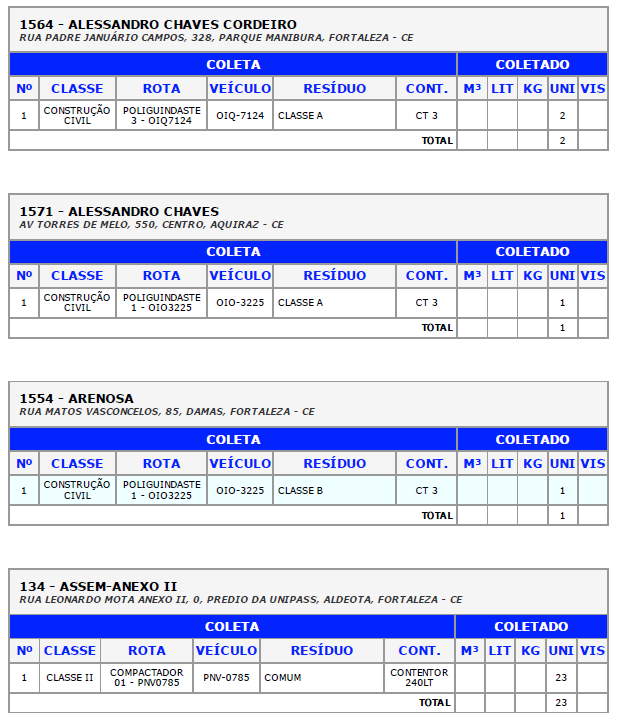 1564 - ALESSANDRO CHAVES CORDEIRO
RUA PADRE JANUÁRIO CAMPOS, 328, PARQUE MANIBURA, FORTALEZA - CE
COLETA COLETADO
Nº CLASSE ROTA VEÍCULO RESÍDUO CONT. M³ LIT KG UNI VIS
1 CONSTRUÇÃO CIVIL POLIGUINDASTE 3 - OIQ7124 OIQ-7124 CLASSE A CT 3 2
TOTAL 2
1571 - ALESSANDRO CHAVES
AV TORRES DE MELO, 550, CENTRO, AQUIRAZ - CE
COLETA COLETADO
Nº CLASSE ROTA VEÍCULO RESÍDUO CONT. M³ LIT KG UNI VIS
1 CONSTRUÇÃO CIVIL POLIGUINDASTE 1 - OIO3225 OIO-3225 CLASSE A CT 3 1
TOTAL 1
1554 - ARENOSA
RUA MATOS VASCONCELOS, 85, DAMAS, FORTALEZA - CE
COLETA COLETADO
Nº CLASSE ROTA VEÍCULO RESÍDUO CONT. M³ LIT KG UNI VIS
1 CONSTRUÇÃO CIVIL POLIGUINDASTE 1 - OIO3225 OIO-3225 CLASSE B CT 3 1
TOTAL 1
134 - ASSEM-ANEXO II
RUA LEONARDO MOTA ANEXO II, 0, PREDIO DA UNIPASS, ALDEOTA, FORTALEZA - CE
COLETA COLETADO
Nº CLASSE ROTA VEÍCULO RESÍDUO CONT. M³ LIT KG UNI VIS
1 CLASSE II COMPACTADOR 01 - PNV0785 PNV-0785 COMUM CONTENTOR 240LT 23
TOTAL 23